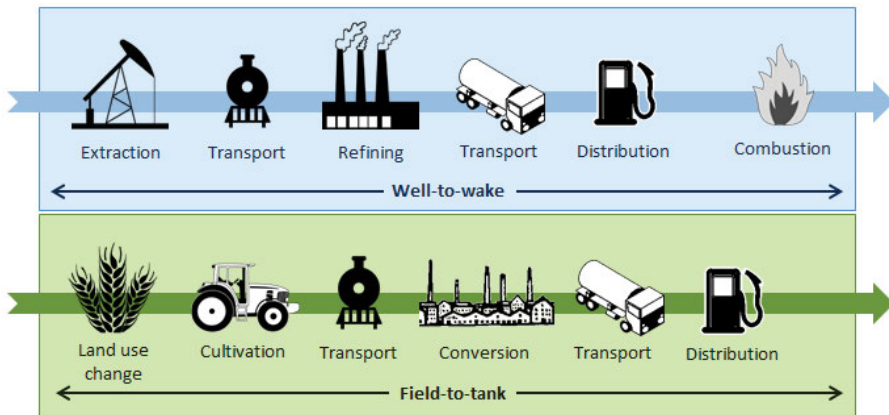 Extraction
Transport
Refining
Transport
Distribution
Combustion
Well-to-wake
Land use
change
Cultivation
Transport
Conversion
Transport
Distribution
Field-to-tank